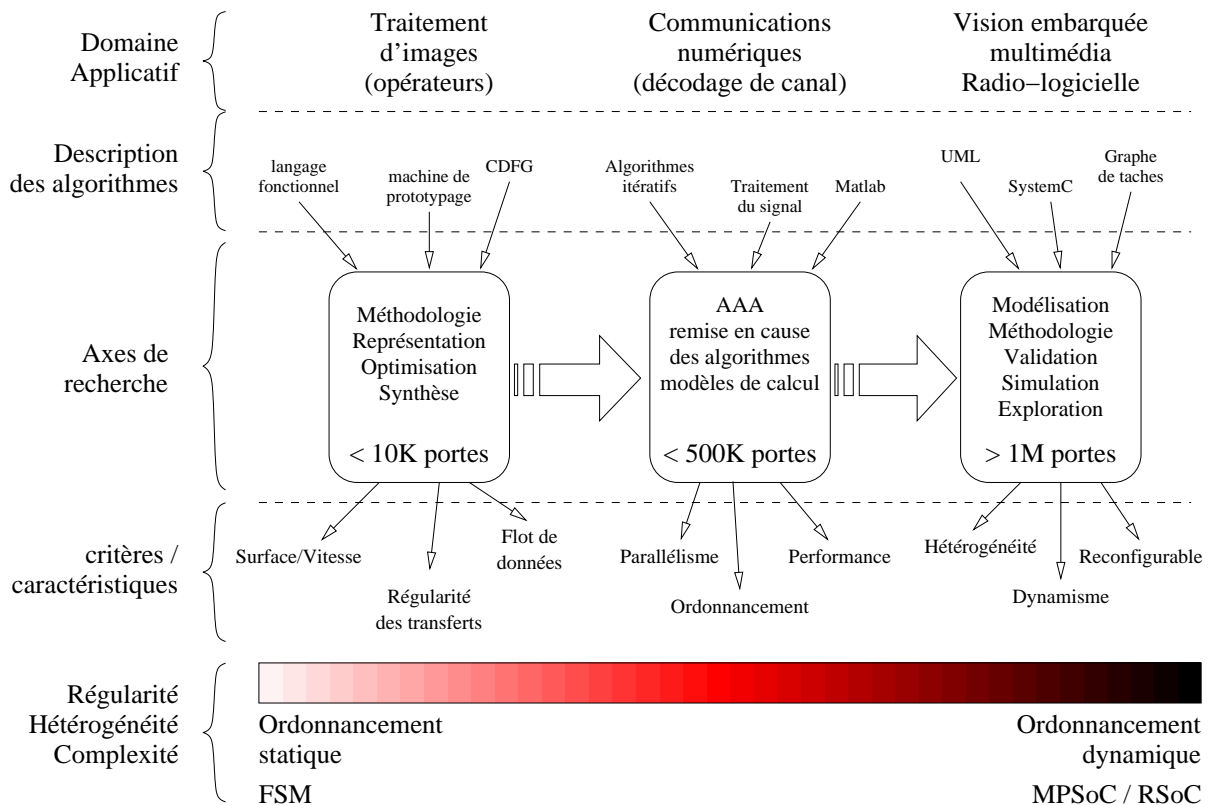 Domaine
Applicatif
Traitement
d'images
(opérateurs)
Communications
numériques
(décodage de canal)
Vision embarquée
multimédia
Radio−logicielle
Description
des algorithmes
langage
fonctionnel
machine de
prototypage
CDFG
Algorithmes
itératifs
Traitement
du signal
Matlab
UML
SystemC
Graphe
de taches
Axes de
recherche
Méthodologie
Représentation
Optimisation
Synthèse
< 10K portes
AAA
remise en cause
des algorithmes
modèles de calcul
< 500K portes
Modélisation
Méthodologie
Validation
Simulation
Exploration
> 1M portes
critères /
caractéristiques
Surface/Vitesse
Régularité
des transferts
Flot de
données
Parallélisme
Ordonnancement
Performance
Hétérogénéité
Dynamisme
Reconfigurable
Régularité
Hétérogénéité
Complexité
Ordonnancement
statique
FSM
Ordonnancement
dynamique
MPSoC / RSoC